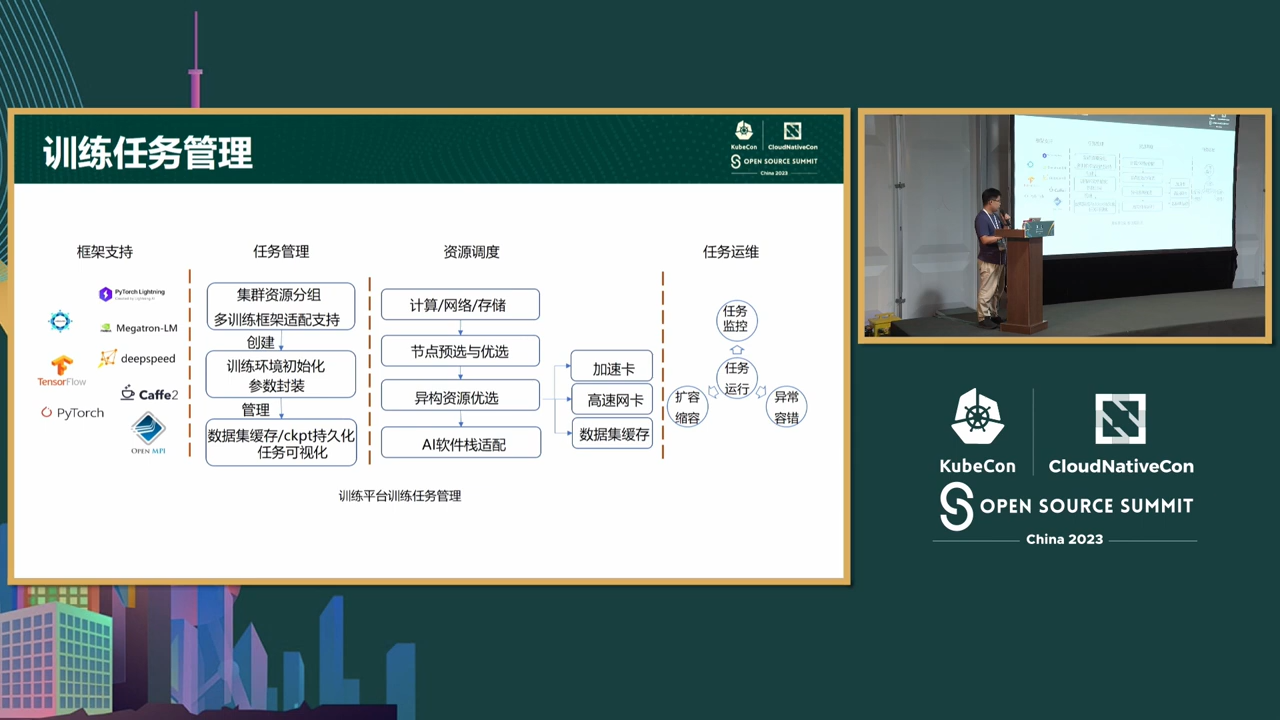 训练任务管理
KubeCon
CloudNativeCon
OPEN SOURCE SUMMIT
China 2023
框架支持
任务管理
资源调度
任务运维
PyTorch Lightning
Megatron-LM
deepspeed
TensorFlow
Caffe2
PyTorch
OPEN MPI
集群资源分组
多训练框架适配支持
创建
训练环境初始化
参数封装
管理
数据集缓存/ckpt持久化
任务可视化
计算/网络/存储
节点预选与优选
异构资源优选
AI软件栈适配
加速卡
高速网卡
数据集缓存
任务
监控
任务
运行
扩容
缩容
异常
容错
训练平台训练任务管理
KubeCon
CloudNativeCon
OPEN SOURCE SUMMIT
China 2023